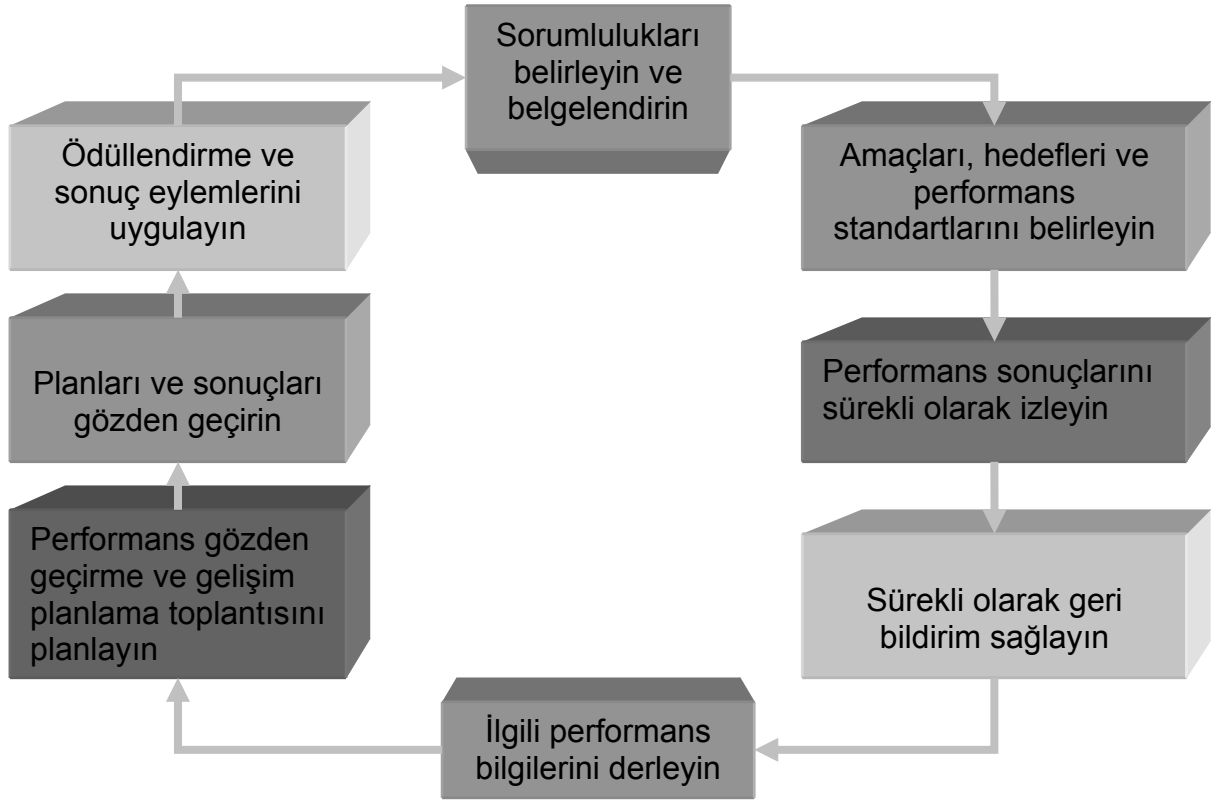 Sorumlulukları
belirleyin ve
belgelendirin
Amaçları, hedefleri ve
performans
standartlarını belirleyin
Performans sonuçlarını
sürekli olarak izleyin
Sürekli olarak geri
bildirim sağlayın
İlgili performans
bilgilerini derleyin
Performans gözden
geçirme ve gelişim
planlama toplantısını
planlayın
Planları ve sonuçları
gözden geçirin
Ödüllendirme ve
sonuç eylemlerini
uygulayın